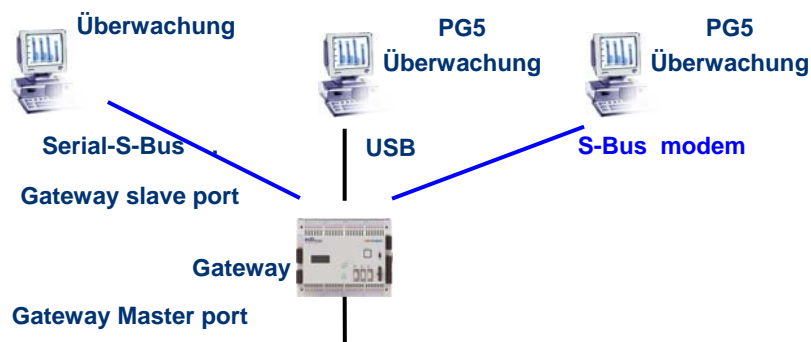 Überwachung
PG5
Überwachung
PG5
Überwachung
Serial-S-Bus .
USB
S-Bus modem
Gateway slave port
Gateway
Gateway Master port